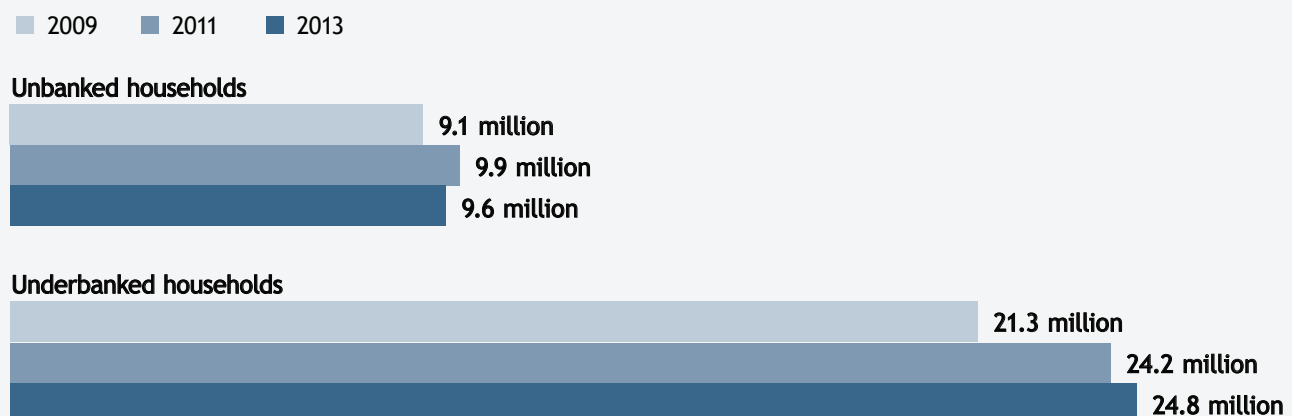 2009 2011 2013
Unbanked households
9.1 million
9.9 million
9.6 million
Underbanked households
21.3 million
24.2 million
24.8 million